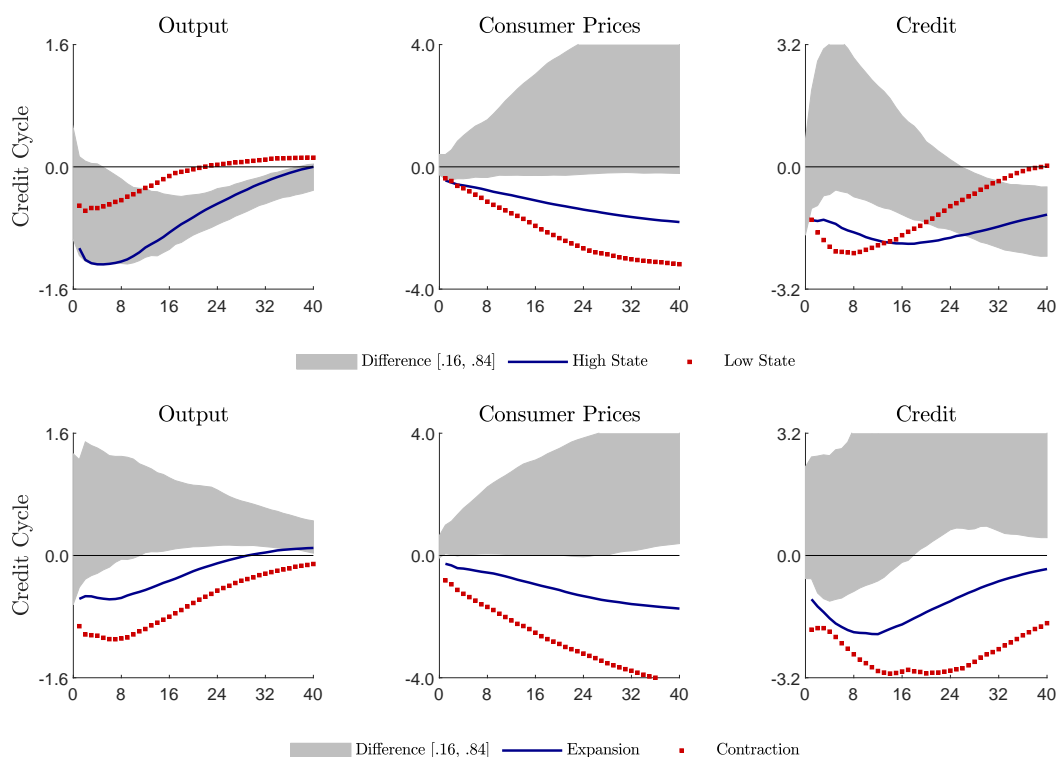 Output Consumer Prices Credit
1.6 4.0 3.2
Credit Cycle
0.0 0.0 0.0
-1.6 -4.0 -3.2
0 8 16 24 32 40 0 8 16 24 32 40 0 8 16 24 32 40
Difference [.16, .84] High State Low State
Output Consumer Prices Credit
1.6 4.0 3.2
Credit Cycle
0.0 0.0 0.0
-1.6 -4.0 -3.2
0 8 16 24 32 40 0 8 16 24 32 40 0 8 16 24 32 40
Difference [.16, .84] Expansion Contraction